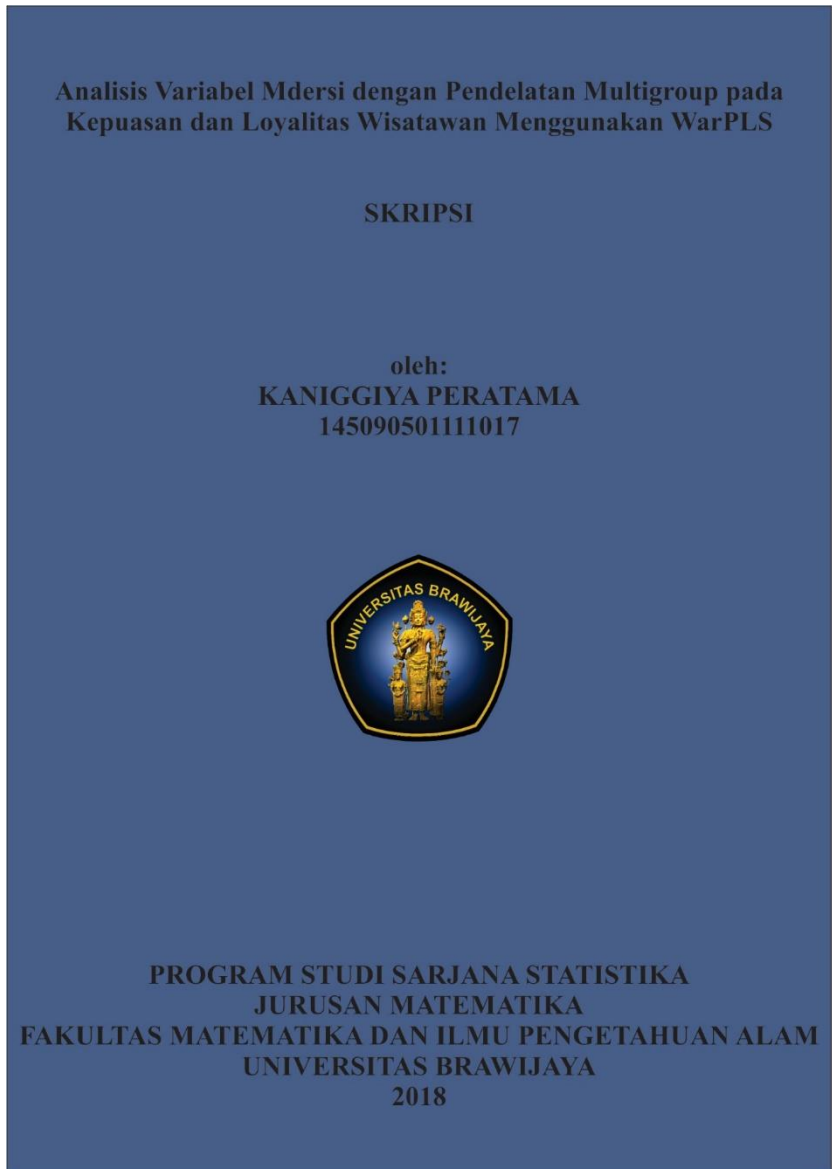 Analisis Variabel Mdersi dengan Pendelatan Multigroup pada
Kepuasan dan Loyalitas Wisatawan Menggunakan WarPLS
SKRIPSI
oleh:
KANIGGIYA PERATAMA
145090501111017
UNIVERSITAS BRAWIJAYA
PROGRAM STUDI SARJANA STATISTIKA
JURUSAN MATEMATIKA
FAKULTAS MATEMATIKA DAN ILMU PENGETAHUAN ALAM
UNIVERSITAS BRAWIJAYA
2018